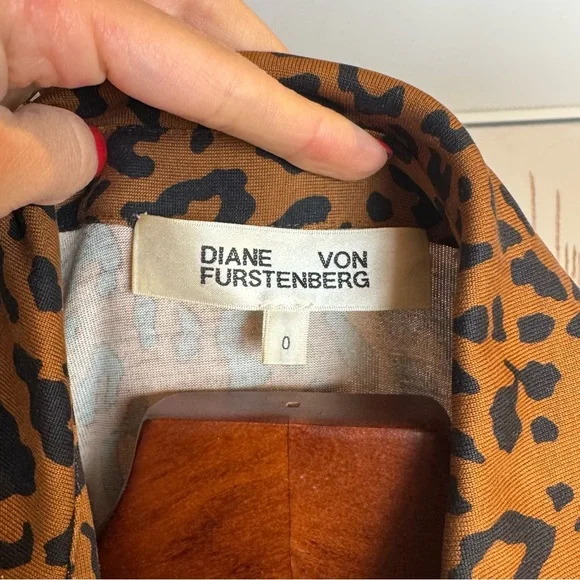 DIANE VON
FURSTENBERG
0